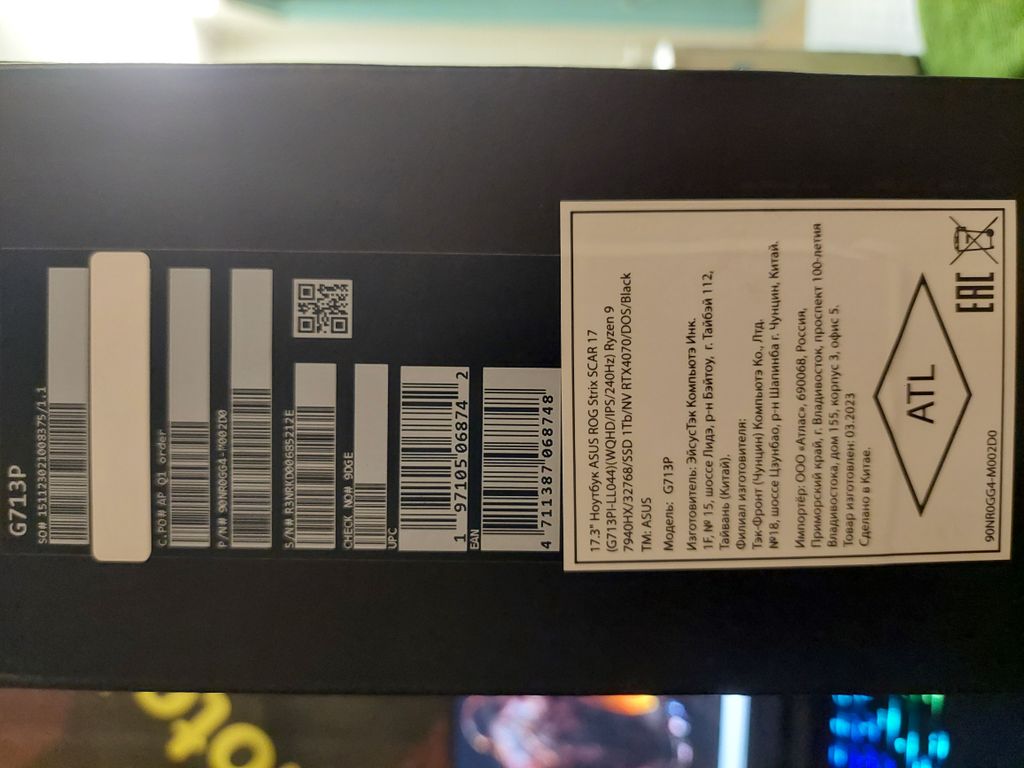 G713P
SO# 151123021008375/1.1
C.PO# AP Q1 order
P/N# 90NR0GG4-M002D0
S/N# R3NRKD00685212E
CHECK NO# 9DGE
UPC
1 97105 06874 2
EAN
4 711387 068748
17.3" Ноутбук ASUS ROG Strix SCAR 17
(G713PI-LL044)(WQHD/IPS/240Hz) Ryzen 9
7940HX/32768/SSD 1Tb/NV RTX4070/DOS/Black
TM: ASUS
Модель: G713P
Изготовитель: ЭйсусТэк Компьютэ Инк.
1F, № 15, шоссе Лидэ, р-н Бэйтоу, г. Тайбэй 112,
Тайвань (Китай).
Филиал изготовителя:
Тэк-Фронт (Чунцин) Компьютэ Ко., Лтд.
№18, шоссе Цзунбао, р-н Шапинба г. Чунцин, Китай.
Импортёр: ООО «Атлас», 690068, Россия,
Приморский край, г. Владивосток, проспект 100-летия
Владивостока, дом 155, корпус 3, офис 5.
Товар изготовлен: 03.2023
Сделано в Китае.
ATL
EAC
90NR0GG4-M002D0